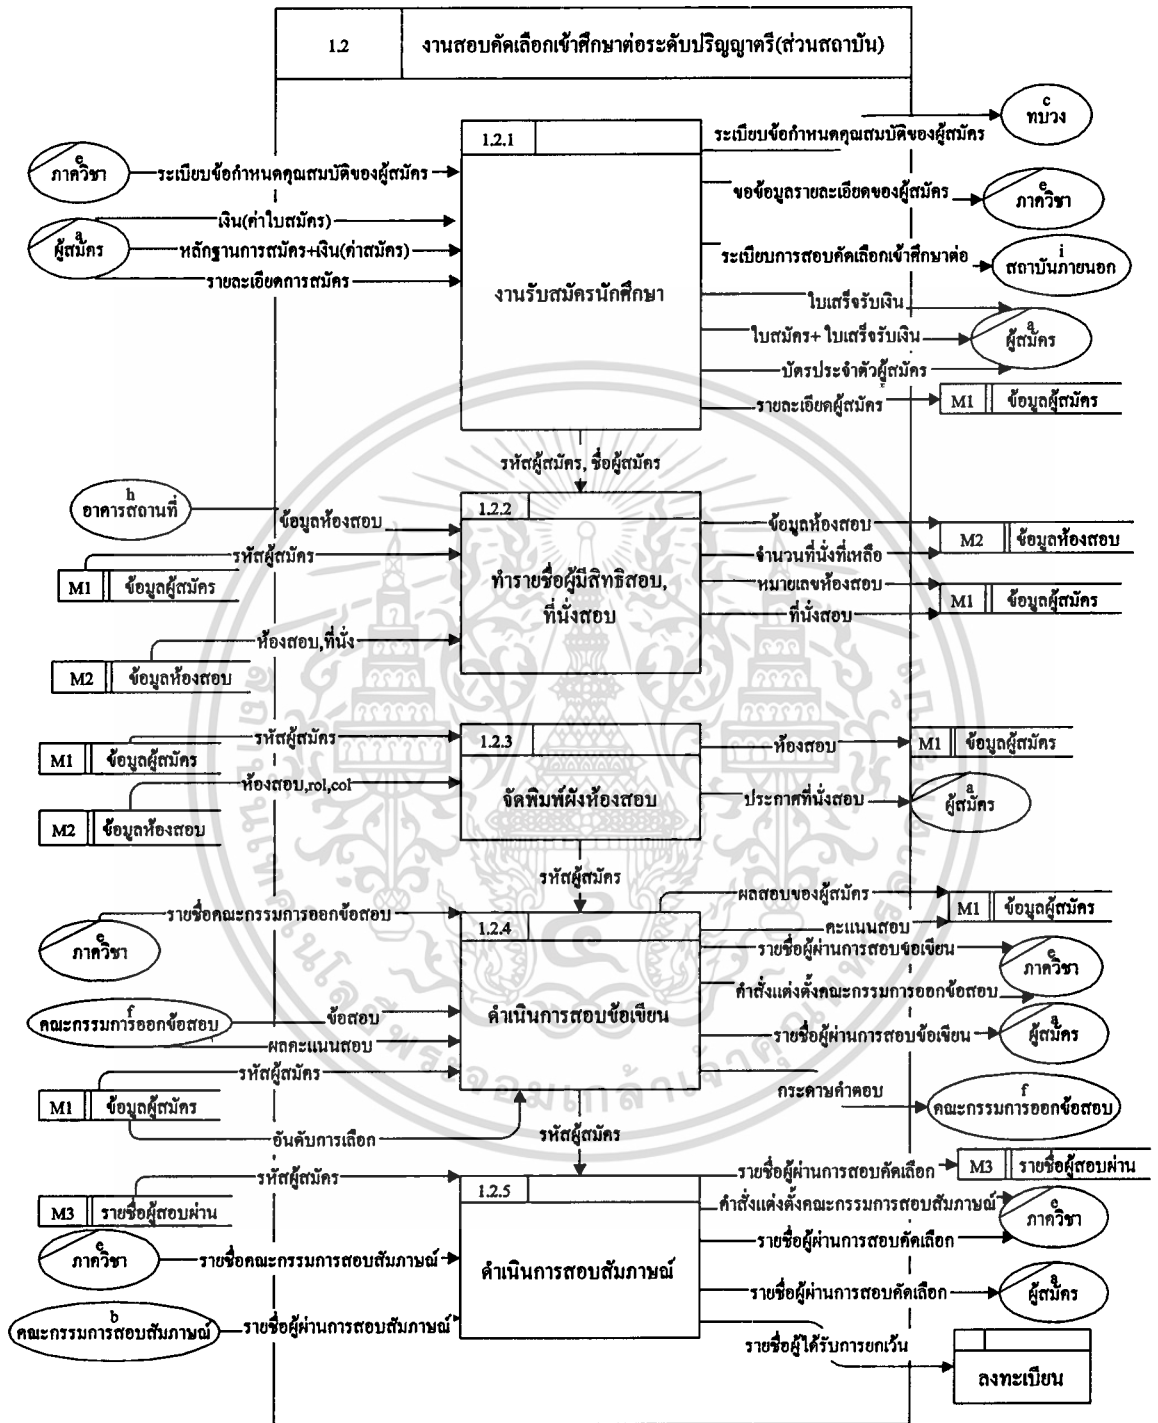 1.2 งานสอบคัดเลือกเข้าศึกษาต่อระดับปริญญาตรี(ส่วนสถาบัน)
1.2.1
งานรับสมัครนักศึกษา
e
ภาควิชา
ระเบียบข้อกำหนดคุณสมบัติของผู้สมัคร
a
ผู้สมัคร
เงิน(ค่าใบสมัคร)
หลักฐานการสมัคร+เงิน(ค่าสมัคร)
รายละเอียดการสมัคร
ระเบียบข้อกำหนดคุณสมบัติของผู้สมัคร
c
ทบวง
ขอข้อมูลรายละเอียดของผู้สมัคร
e
ภาควิชา
ระเบียบการสอบคัดเลือกเข้าศึกษาต่อ
i
สถาบันภายนอก
ใบเสร็จรับเงิน
ใบสมัคร+ ใบเสร็จรับเงิน
บัตรประจำตัวผู้สมัคร
a
ผู้สมัคร
รายละเอียดผู้สมัคร
M1 ข้อมูลผู้สมัคร
รหัสผู้สมัคร, ชื่อผู้สมัคร
1.2.2
ทำรายชื่อผู้มีสิทธิสอบ,
ที่นั่งสอบ
h
อาคารสถานที่
ข้อมูลห้องสอบ
รหัสผู้สมัคร
M1 ข้อมูลผู้สมัคร
ห้องสอบ,ที่นั่ง
M2 ข้อมูลห้องสอบ
ข้อมูลห้องสอบ
จำนวนที่นั่งที่เหลือ
M2 ข้อมูลห้องสอบ
หมายเลขห้องสอบ
ที่นั่งสอบ
M1 ข้อมูลผู้สมัคร
1.2.3
จัดพิมพ์ผังห้องสอบ
รหัสผู้สมัคร
M1 ข้อมูลผู้สมัคร
ห้องสอบ,rol,col
M2 ข้อมูลห้องสอบ
ห้องสอบ
M1 ข้อมูลผู้สมัคร
ประกาศที่นั่งสอบ
a
ผู้สมัคร
รหัสผู้สมัคร
1.2.4
ดำเนินการสอบข้อเขียน
รายชื่อคณะกรรมการออกข้อสอบ
e
ภาควิชา
f
คณะกรรมการออกข้อสอบ
ข้อสอบ
ผลคะแนนสอบ
รหัสผู้สมัคร
M1 ข้อมูลผู้สมัคร
อันดับการเลือก
ผลสอบของผู้สมัคร
คะแนนสอบ
M1 ข้อมูลผู้สมัคร
รายชื่อผู้ผ่านการสอบข้อเขียน
คำสั่งแต่งตั้งคณะกรรมการออกข้อสอบ
e
ภาควิชา
รายชื่อผู้ผ่านการสอบข้อเขียน
a
ผู้สมัคร
กระดาษคำตอบ
f
คณะกรรมการออกข้อสอบ
รหัสผู้สมัคร
1.2.5
ดำเนินการสอบสัมภาษณ์
รหัสผู้สมัคร
M3 รายชื่อผู้สอบผ่าน
e
ภาควิชา
รายชื่อคณะกรรมการสอบสัมภาษณ์
b
คณะกรรมการสอบสัมภาษณ์
รายชื่อผู้ผ่านการสอบสัมภาษณ์
รายชื่อผู้ผ่านการสอบคัดเลือก
M3 รายชื่อผู้สอบผ่าน
คำสั่งแต่งตั้งคณะกรรมการสอบสัมภาษณ์
รายชื่อผู้ผ่านการสอบคัดเลือก
e
ภาควิชา
รายชื่อผู้ผ่านการสอบคัดเลือก
a
ผู้สมัคร
รายชื่อผู้ได้รับการยกเว้น
ลงทะเบียน
สถาบันเทคโนโลยีพระจอมเกล้าเจ้าคุณทหารลาดกระบัง